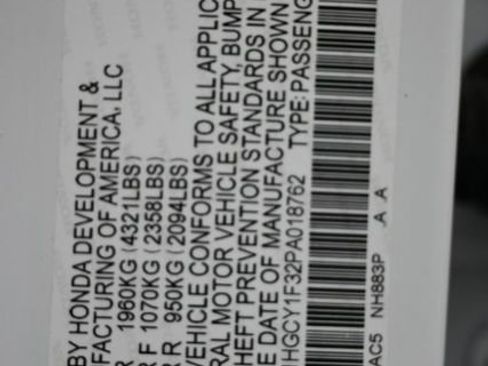 BY HONDA DEVELOPMENT &
FACTURING OF AMERICA, LLC
R 1960KG (4321LBS)
R F 1070KG (2358LBS)
R R 950KG (2094LBS)
VEHICLE CONFORMS TO ALL APPLIC
RAL MOTOR VEHICLE SAFETY, BUMP
HEFT PREVENTION STANDARDS IN
E DATE OF MANUFACTURE SHOWN
1HGCY1F32PA018762 TYPE: PASSENG
AC5 NH883P A A